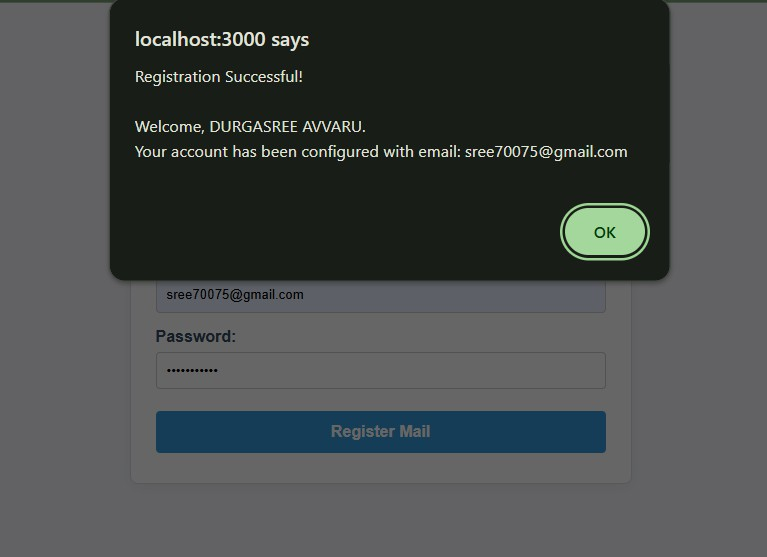 localhost:3000 says
Registration Successful!
Welcome, DURGASREE AVVARU.
Your account has been configured with email: sree70075@gmail.com
OK
sree70075@gmail.com
Password:
•••••••••••
Register Mail